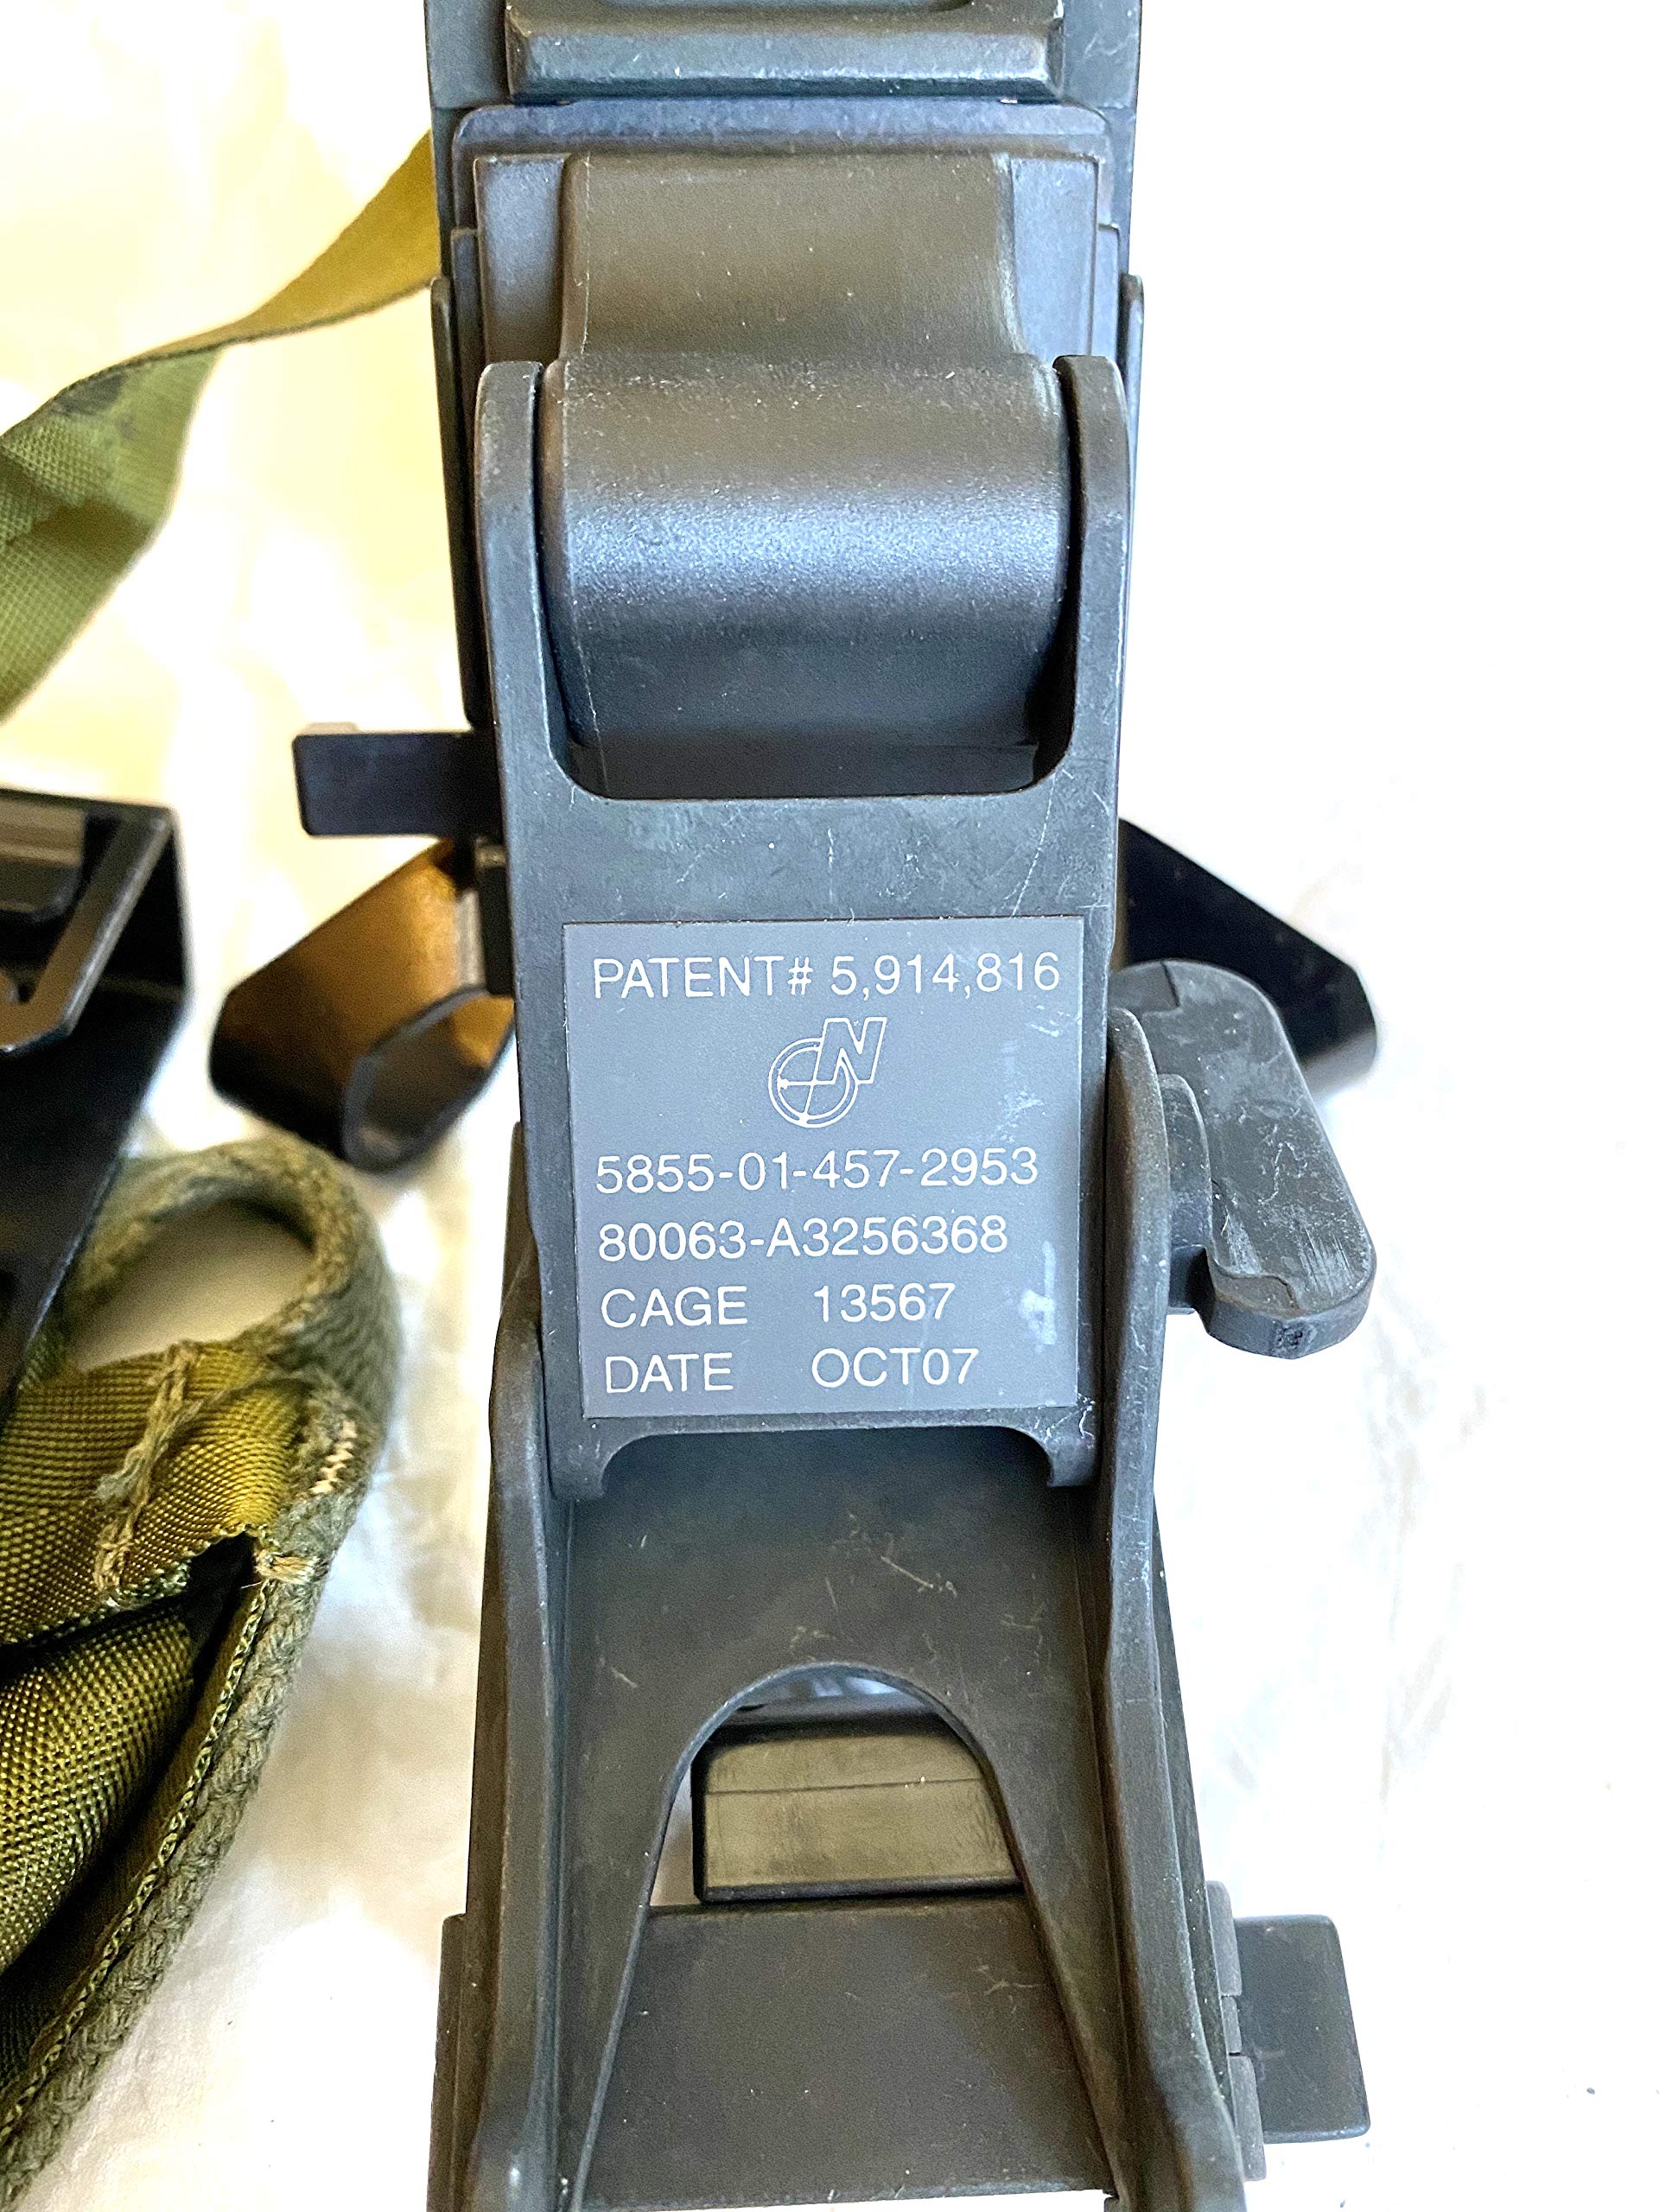 PATENT# 5,914,816
N
5855-01-457-2953
80063-A3256368
CAGE 13567
DATE OCT07